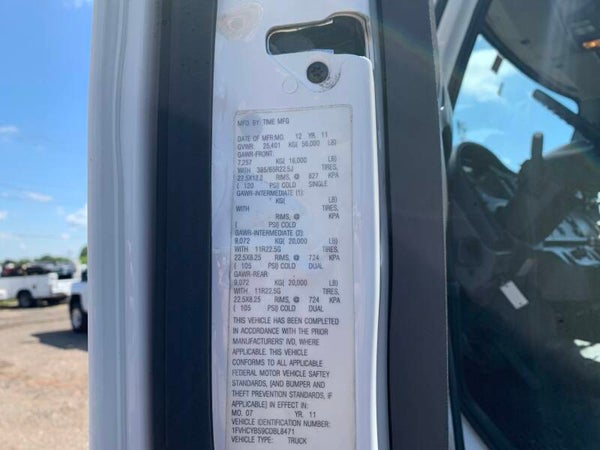 MFG. BY: TIME MFG
DATE OF MFR:MO. 12 YR. 11
GVWR: 25,401 KG( 56,000 LB)
GAWR-FRONT:
7,257 KG( 16,000 LB)
WITH 385/65R22.5J TIRES,
22.5X12.2 RIMS, @ 827 KPA
( 120 PSI) COLD SINGLE
GAWR-INTERMEDIATE (1):
KG( LB)
WITH TIRES,
RIMS, @ KPA
( PSI) COLD
GAWR-INTERMEDIATE (2):
9,072 KG( 20,000 LB)
WITH 11R22.5G TIRES,
22.5X8.25 RIMS, @ 724 KPA
( 105 PSI) COLD DUAL
GAWR-REAR:
9,072 KG( 20,000 LB)
WITH 11R22.5G TIRES,
22.5X8.25 RIMS, @ 724 KPA
( 105 PSI) COLD DUAL
THIS VEHICLE HAS BEEN COMPLETED
IN ACCORDANCE WITH THE PRIOR
MANUFACTURERS' IVD, WHERE
APPLICABLE. THIS VEHICLE
CONFORMS TO ALL APPLICABLE
FEDERAL MOTOR VEHICLE SAFTEY
STANDARDS, [AND BUMPER AND
THEFT PREVENTION STANDARDS, IF
APPLICABLE] IN EFFECT IN:
MO. 07 YR. 11
VEHICLE IDENTIFICATION NUMBER:
1FVHCYBS9CDBL8471
VEHICLE TYPE: TRUCK